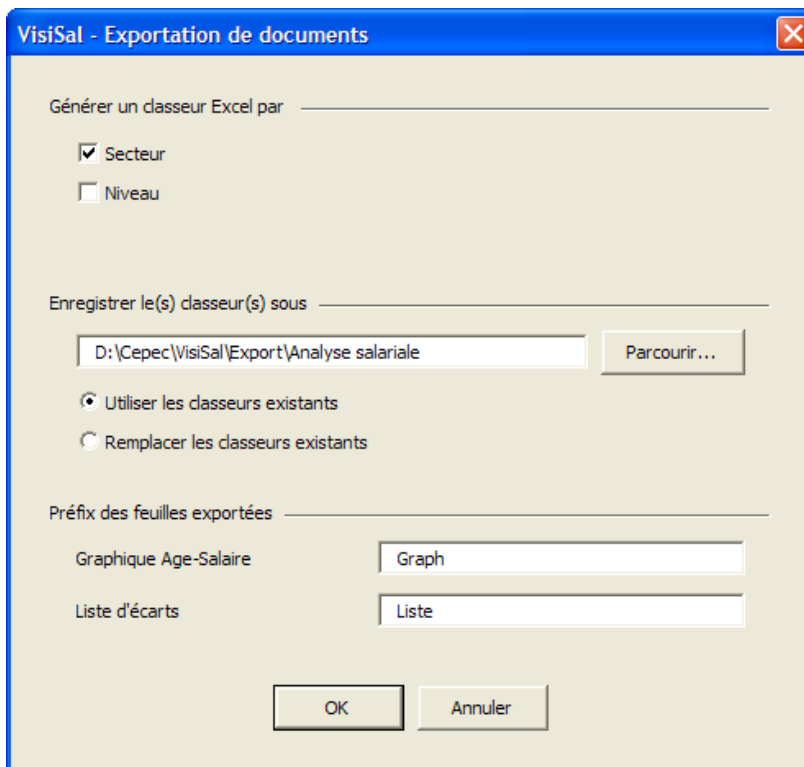 VisiSal - Exportation de documents
Générer un classeur Excel par
Secteur
Niveau
Enregistrer le(s) classeur(s) sous
D:\Cepec\VisiSal\Export\Analyse salariale
Parcourir...
Utiliser les classeurs existants
Remplacer les classeurs existants
Préfix des feuilles exportées
Graphique Age-Salaire
Graph
Liste d'écarts
Liste
OK
Annuler